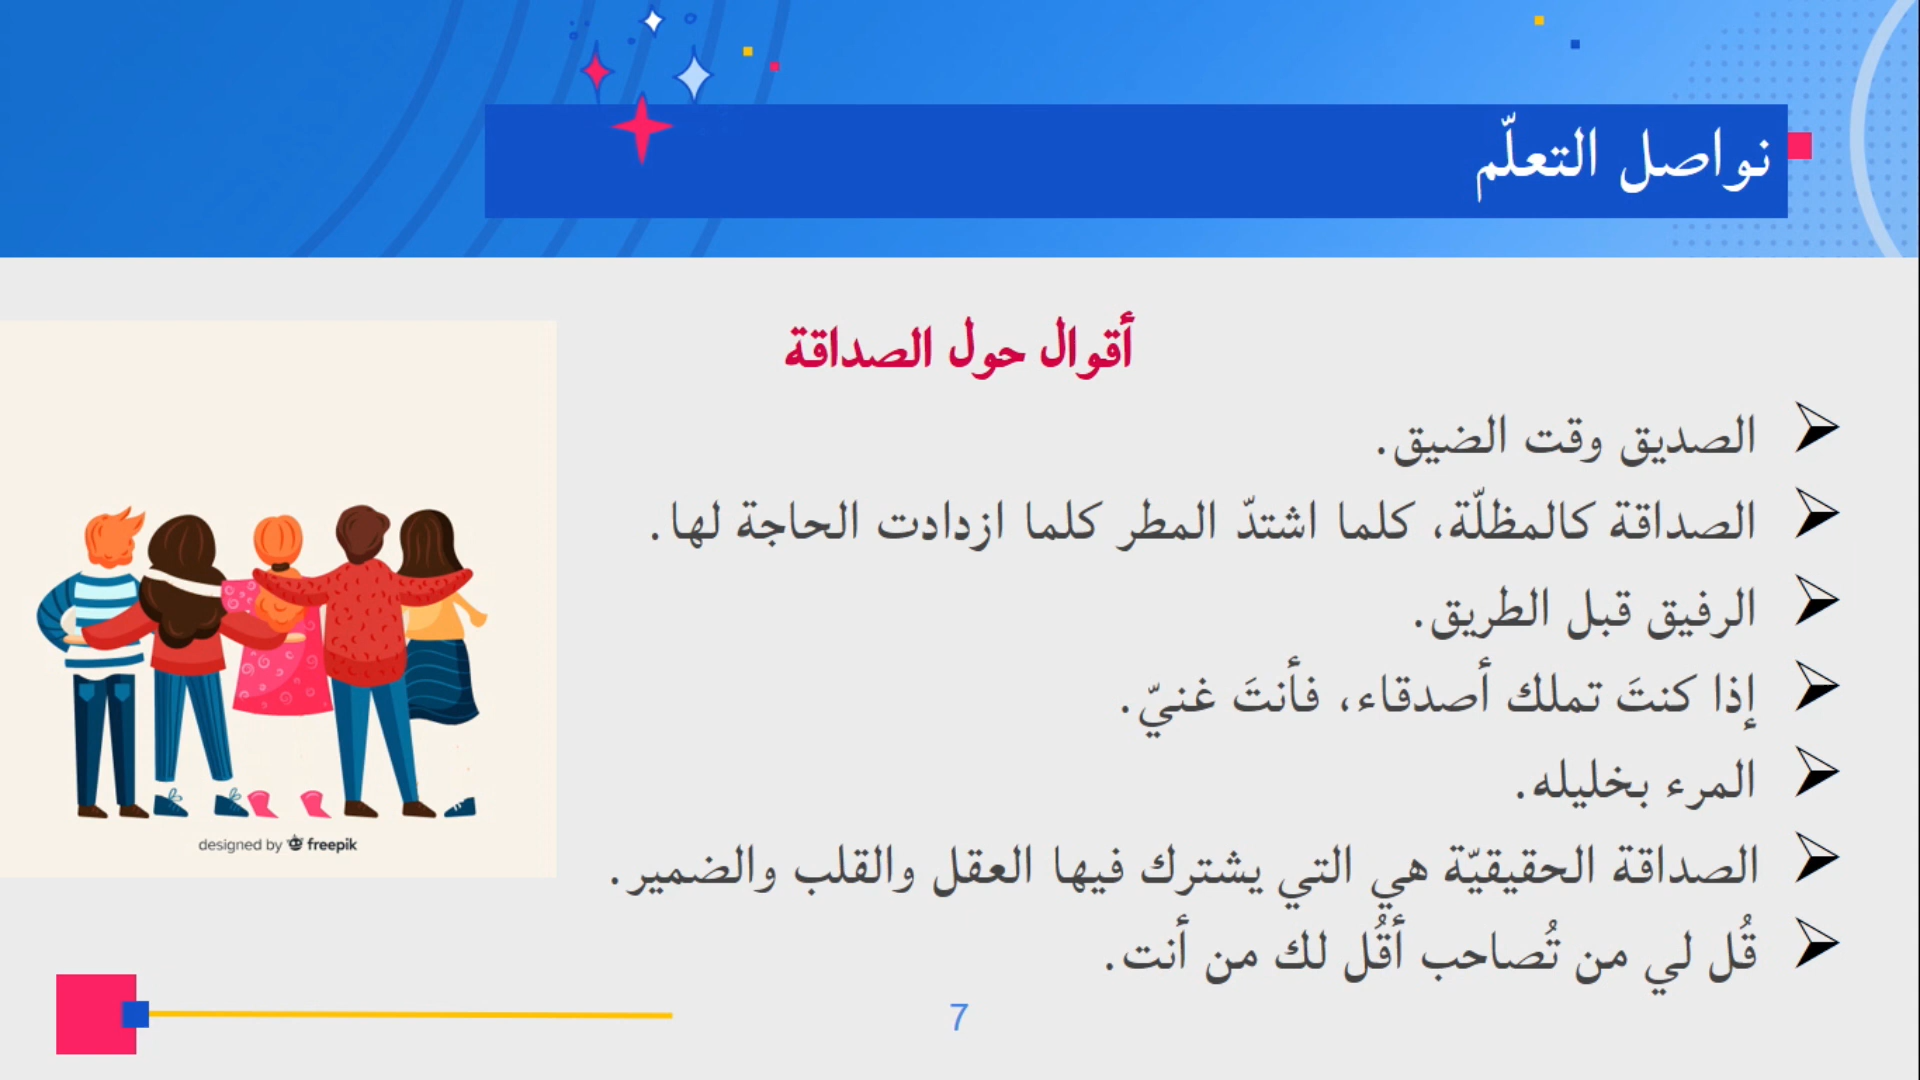 نواصل التعلّم
أقوال حول الصداقة
الصديق وقت الضيق.
الصداقة كالمظلّة، كلما اشتدّ المطر كلما ازدادت الحاجة لها.
الرفيق قبل الطريق.
إذا كنتَ تملك أصدقاء، فأنتَ غنيّ.
المرء بخليله.
الصداقة الحقيقيّة هي التي يشترك فيها العقل والقلب والضمير.
قُل لي من تُصاحب أقُل لك من أنت.
designed by freepik
7